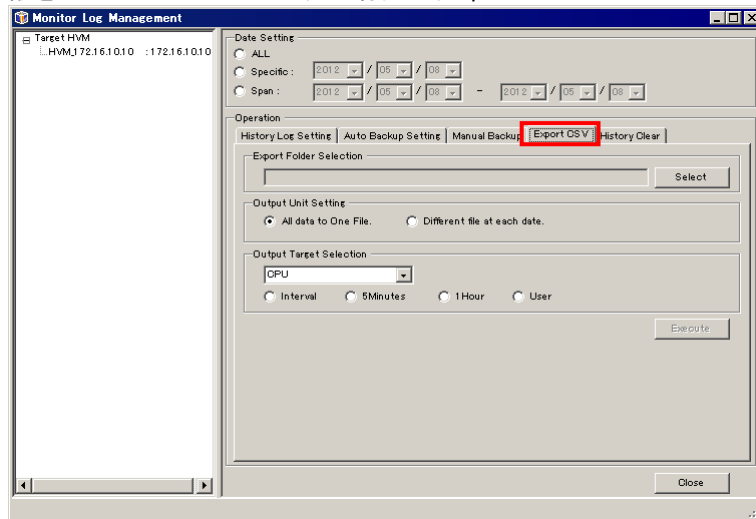 Monitor Log Management
Target HVM
HVM_172.16.10.10 :172.16.10.10
Date Setting
ALL
Specific : 2012 / 05 / 08
Span : 2012 / 05 / 08 - 2012 / 05 / 08
Operation
History Log Setting Auto Backup Setting Manual Backup Export CSV History Clear
Export Folder Selection
Select
Output Unit Setting
All data to One File. Different file at each date.
Output Target Selection
CPU
Interval 5Minutes 1Hour User
Execute
Close